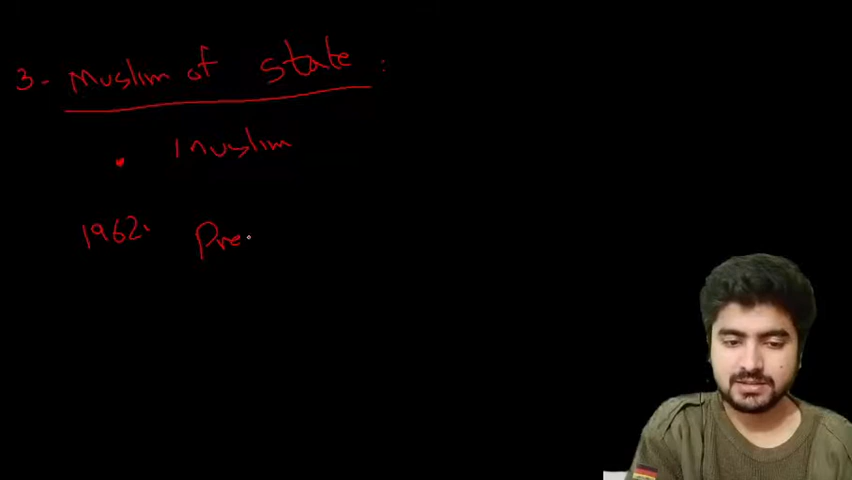 3- Muslim of state :
• Muslim
1962. Pre